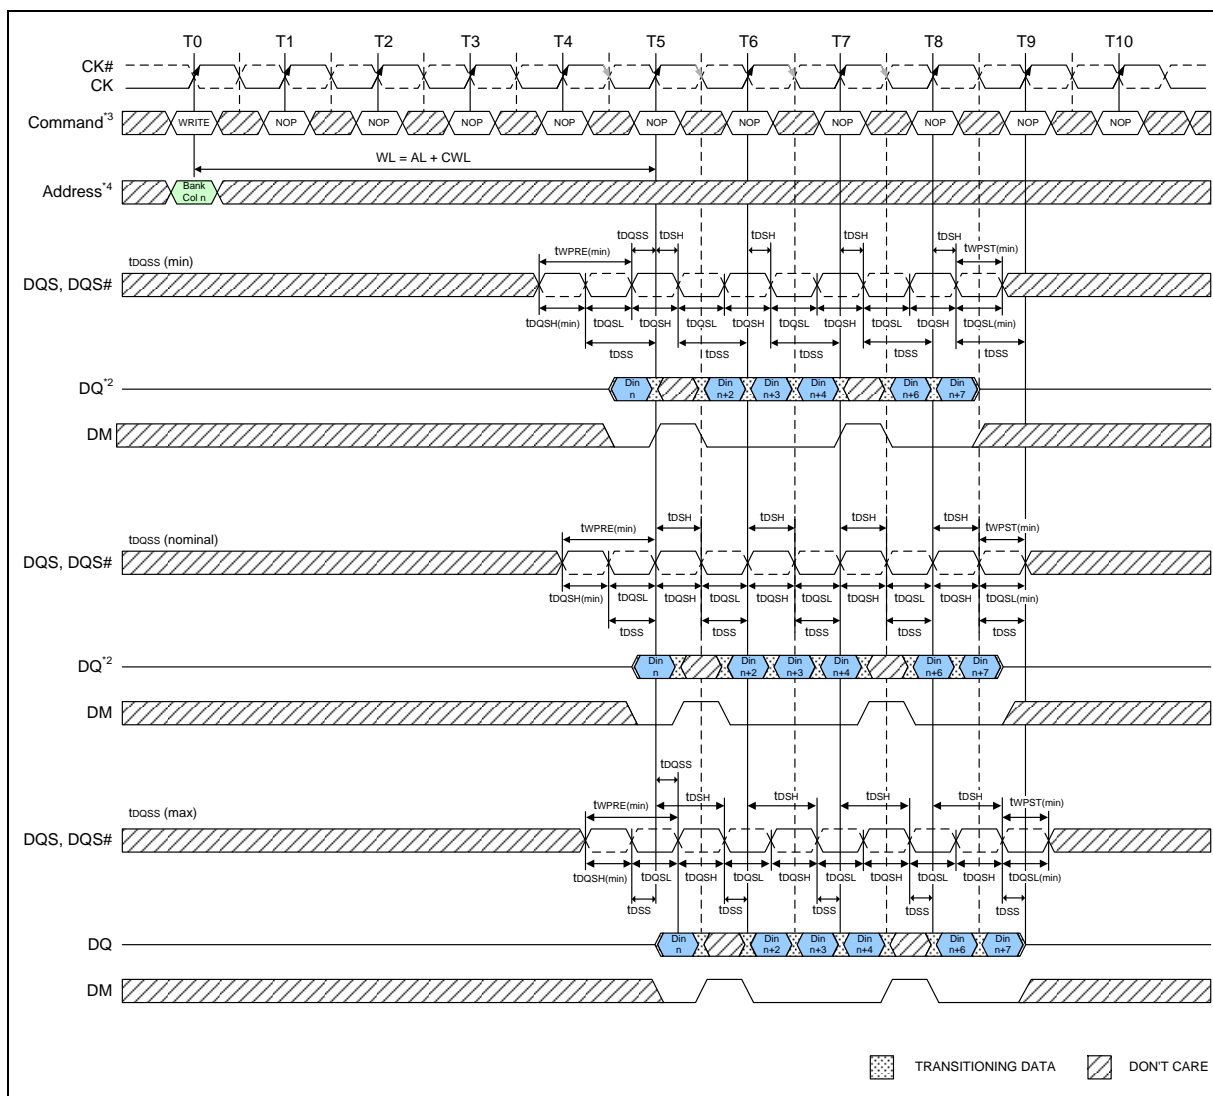 T0 T1 T2 T3 T4 T5 T6 T7 T8 T9 T10
CK#
CK
Command*3 WRITE NOP NOP NOP NOP NOP NOP NOP NOP NOP NOP
WL = AL + CWL
Address*4 Bank Col n
tDQSS tDSH tDSH tDSH tDSH
tWPRE(min) tWPST(min)
tDQSS (min)
DQS, DQS#
tDQSH(min) tDQSL tDQSH tDQSL tDQSH tDQSL tDQSH tDQSL tDQSH tDQSL(min)
tDSS tDSS tDSS tDSS tDSS
DQ*2 Din n Din n+2 Din n+3 Din n+4 Din n+6 Din n+7
DM
tWPRE(min) tDSH tDSH tDSH tDSH tWPST(min)
tDQSS (nominal)
DQS, DQS#
tDQSH(min) tDQSL tDQSH tDQSL tDQSH tDQSL tDQSH tDQSL tDQSH tDQSL(min)
tDSS tDSS tDSS tDSS tDSS
DQ*2 Din n Din n+2 Din n+3 Din n+4 Din n+6 Din n+7
DM
tDQSS
tWPRE(min) tDSH tDSH tDSH tDSH tWPST(min)
tDQSS (max)
DQS, DQS#
tDQSH(min) tDQSL tDQSH tDQSL tDQSH tDQSL tDQSH tDQSL tDQSH tDQSL(min)
tDSS tDSS tDSS tDSS tDSS
DQ Din n Din n+2 Din n+3 Din n+4 Din n+6 Din n+7
DM
TRANSITIONING DATA DON'T CARE